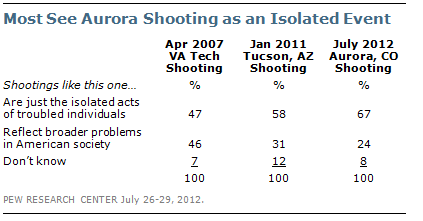 Most See Aurora Shooting as an Isolated Event
Apr 2007 VA Tech Shooting Jan 2011 Tucson, AZ Shooting July 2012 Aurora, CO Shooting
Shootings like this one... % % %
Are just the isolated acts
of troubled individuals 47 58 67
Reflect broader problems
in American society 46 31 24
Don't know 7 12 8
100 100 100
PEW RESEARCH CENTER July 26-29, 2012.